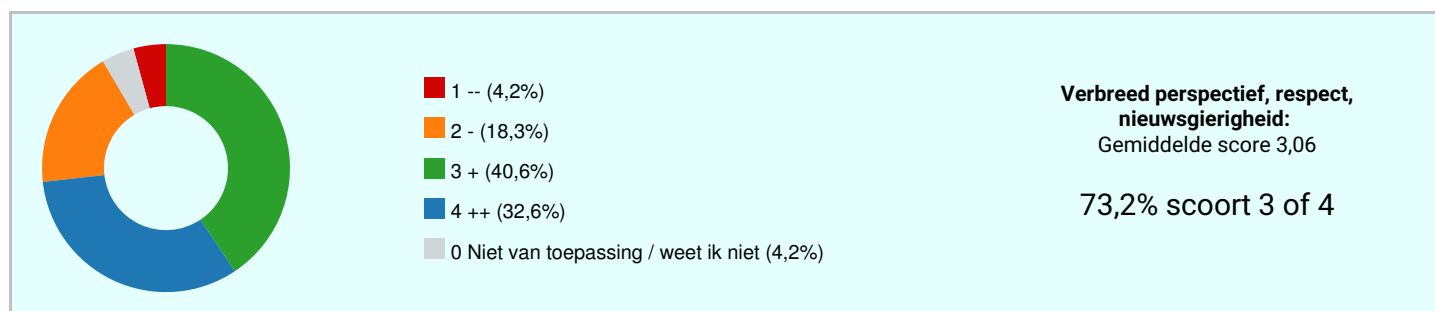 1 -- (4,2%)
2 - (18,3%)
3 + (40,6%)
4 ++ (32,6%)
0 Niet van toepassing / weet ik niet (4,2%)
Verbreed perspectief, respect,
nieuwsgierigheid:
Gemiddelde score 3,06
73,2% scoort 3 of 4